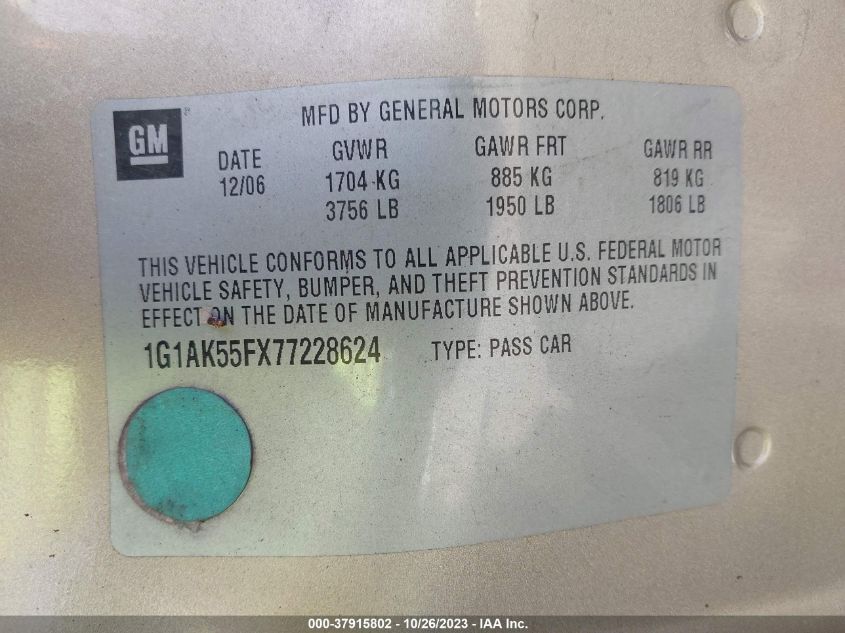 MFD BY GENERAL MOTORS CORP.
GM
DATE GVWR GAWR FRT GAWR RR
12/06 1704 KG 885 KG 819 KG
3756 LB 1950 LB 1806 LB
THIS VEHICLE CONFORMS TO ALL APPLICABLE U.S. FEDERAL MOTOR
VEHICLE SAFETY, BUMPER, AND THEFT PREVENTION STANDARDS IN
EFFECT ON THE DATE OF MANUFACTURE SHOWN ABOVE.
1G1AK55FX77228624 TYPE: PASS CAR
000-37915802 - 10/26/2023 - IAA Inc.